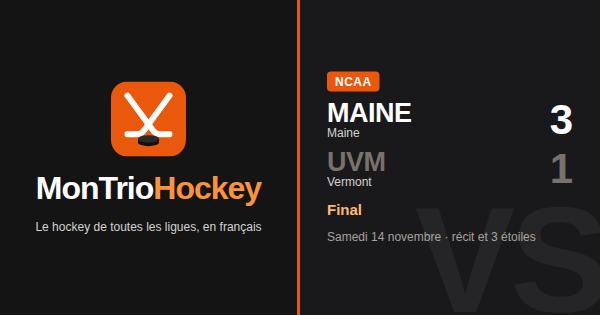 MonTrioHockey
Le hockey de toutes les ligues, en français
NCAA
MAINE 3
Maine
UVM 1
Vermont
Final
Samedi 14 novembre · récit et 3 étoiles
VS